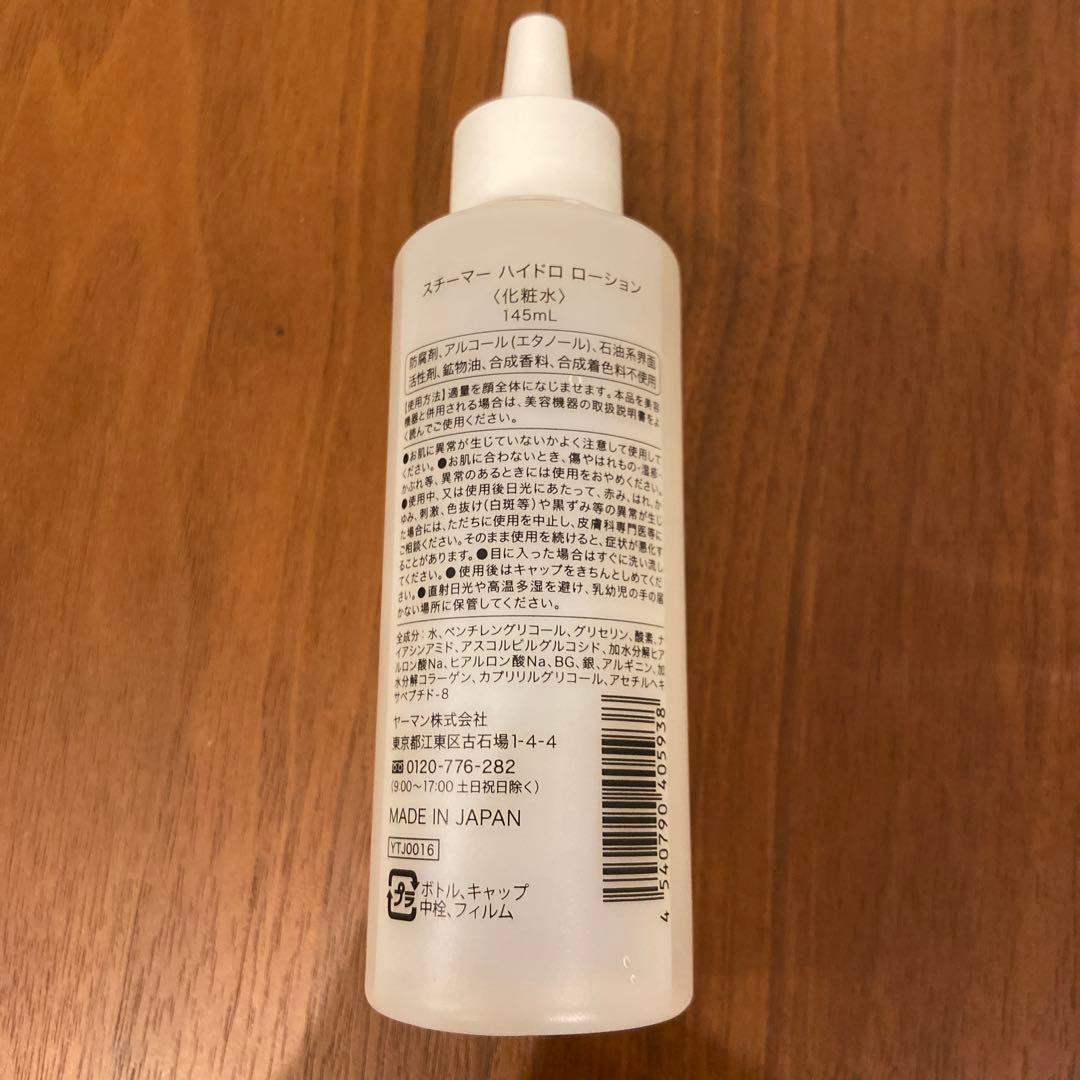 スチーマー ハイドロ ローション
〈化粧水〉
145mL
防腐剤、アルコール(エタノール)、石油系界面
活性剤、鉱物油、合成香料、合成着色料不使用
【使用方法】適量を顔全体になじませます。本品を美容
機器と併用される場合は、美容機器の取扱説明書をよ
く読んでご使用ください。
●お肌に異常が生じていないかよく注意して使用して
ください。●お肌に合わないとき、傷やはれもの・湿疹・
かぶれ等、異常のあるときには使用をおやめください。
●使用中、又は使用後日光にあたって、赤み、はれ、か
ゆみ、刺激、色抜け(白斑等)や黒ずみ等の異常が生じ
た場合には、ただちに使用を中止し、皮膚科専門医等に
ご相談ください。そのまま使用を続けると、症状が悪化す
ることがあります。●目に入った場合はすぐに洗い流し
てください。●使用後はキャップをきちんとしめてくだ
さい。●直射日光や高温多湿を避け、乳幼児の手の届
かない場所に保管してください。
全成分：水、ペンチレングリコール、グリセリン、酸素、ナ
イアシンアミド、アスコルビルグルコシド、加水分解ヒア
ルロン酸Na、ヒアルロン酸Na、BG、銀、アルギニン、加
水分解コラーゲン、カプリリルグリコール、アセチルヘキ
サペプチド-8
ヤーマン株式会社
東京都江東区古石場1-4-4
0120-776-282
(9:00～17:00 土日祝日除く)
MADE IN JAPAN
YTJ0016
プラ
ボトル、キャップ
中栓、フィルム
4 540790 405938